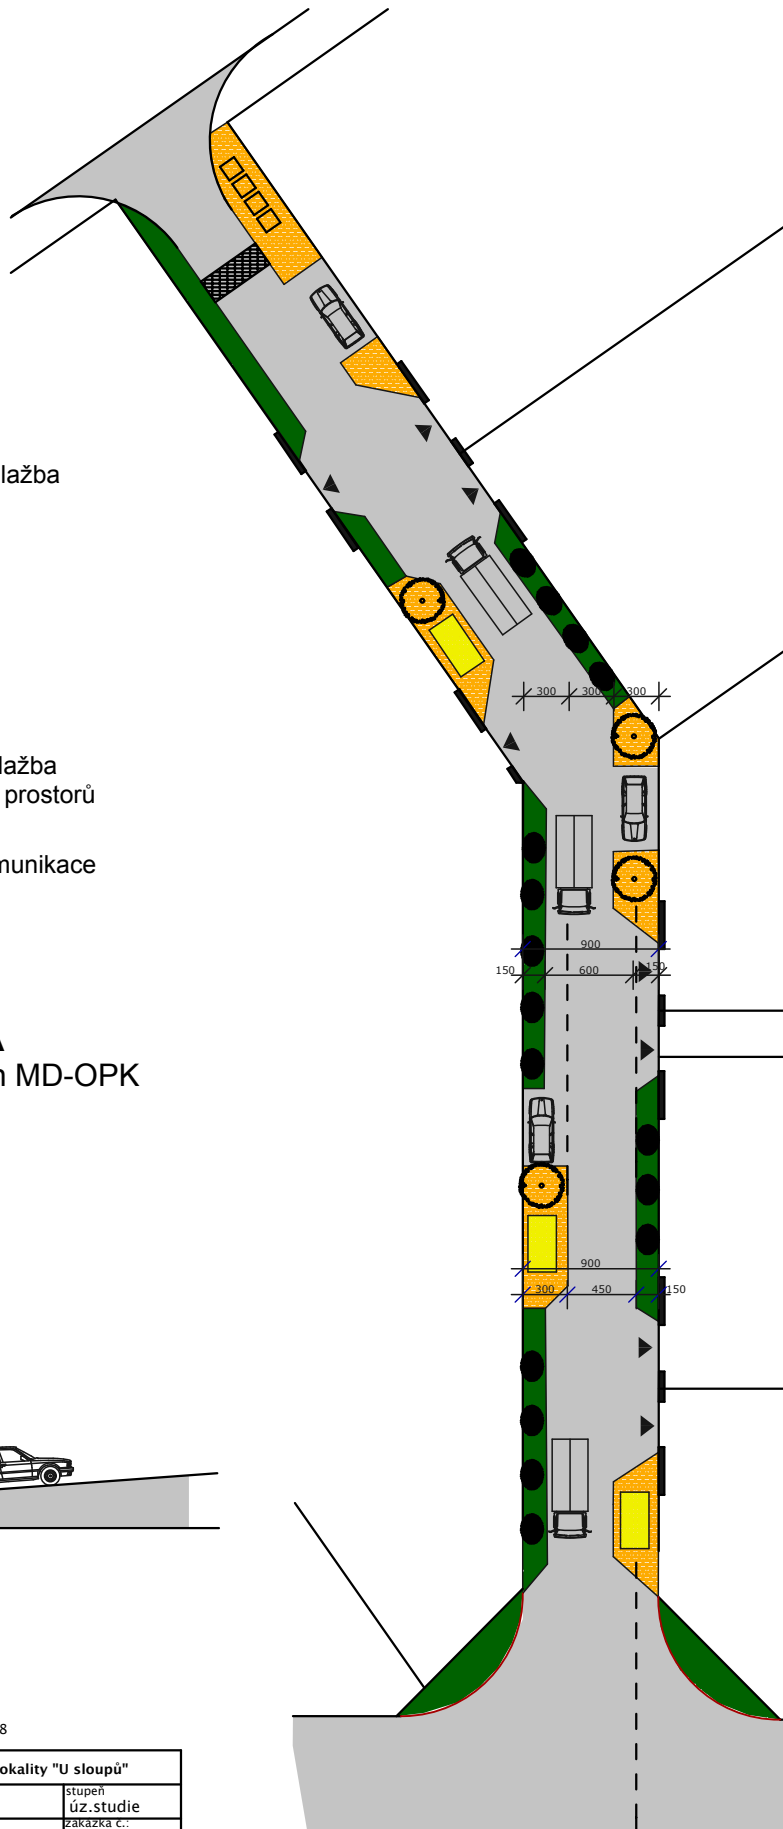 lažba
300 300 300
lažba
prostorů
munikace
900
150 600 150
n MD-OPK
900
300 450 150
8
okality "U sloupů"
stupeň
úz.studie
zakázka č.: